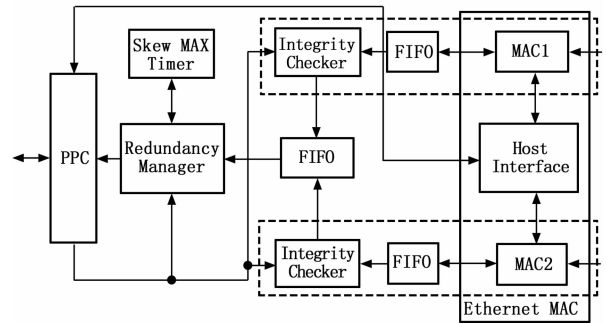 Skew MAX
Timer
Integrity
Checker
FIFO
MAC1
PPC
Redundancy
Manager
FIFO
Host
Interface
Integrity
Checker
FIFO
MAC2
Ethernet MAC